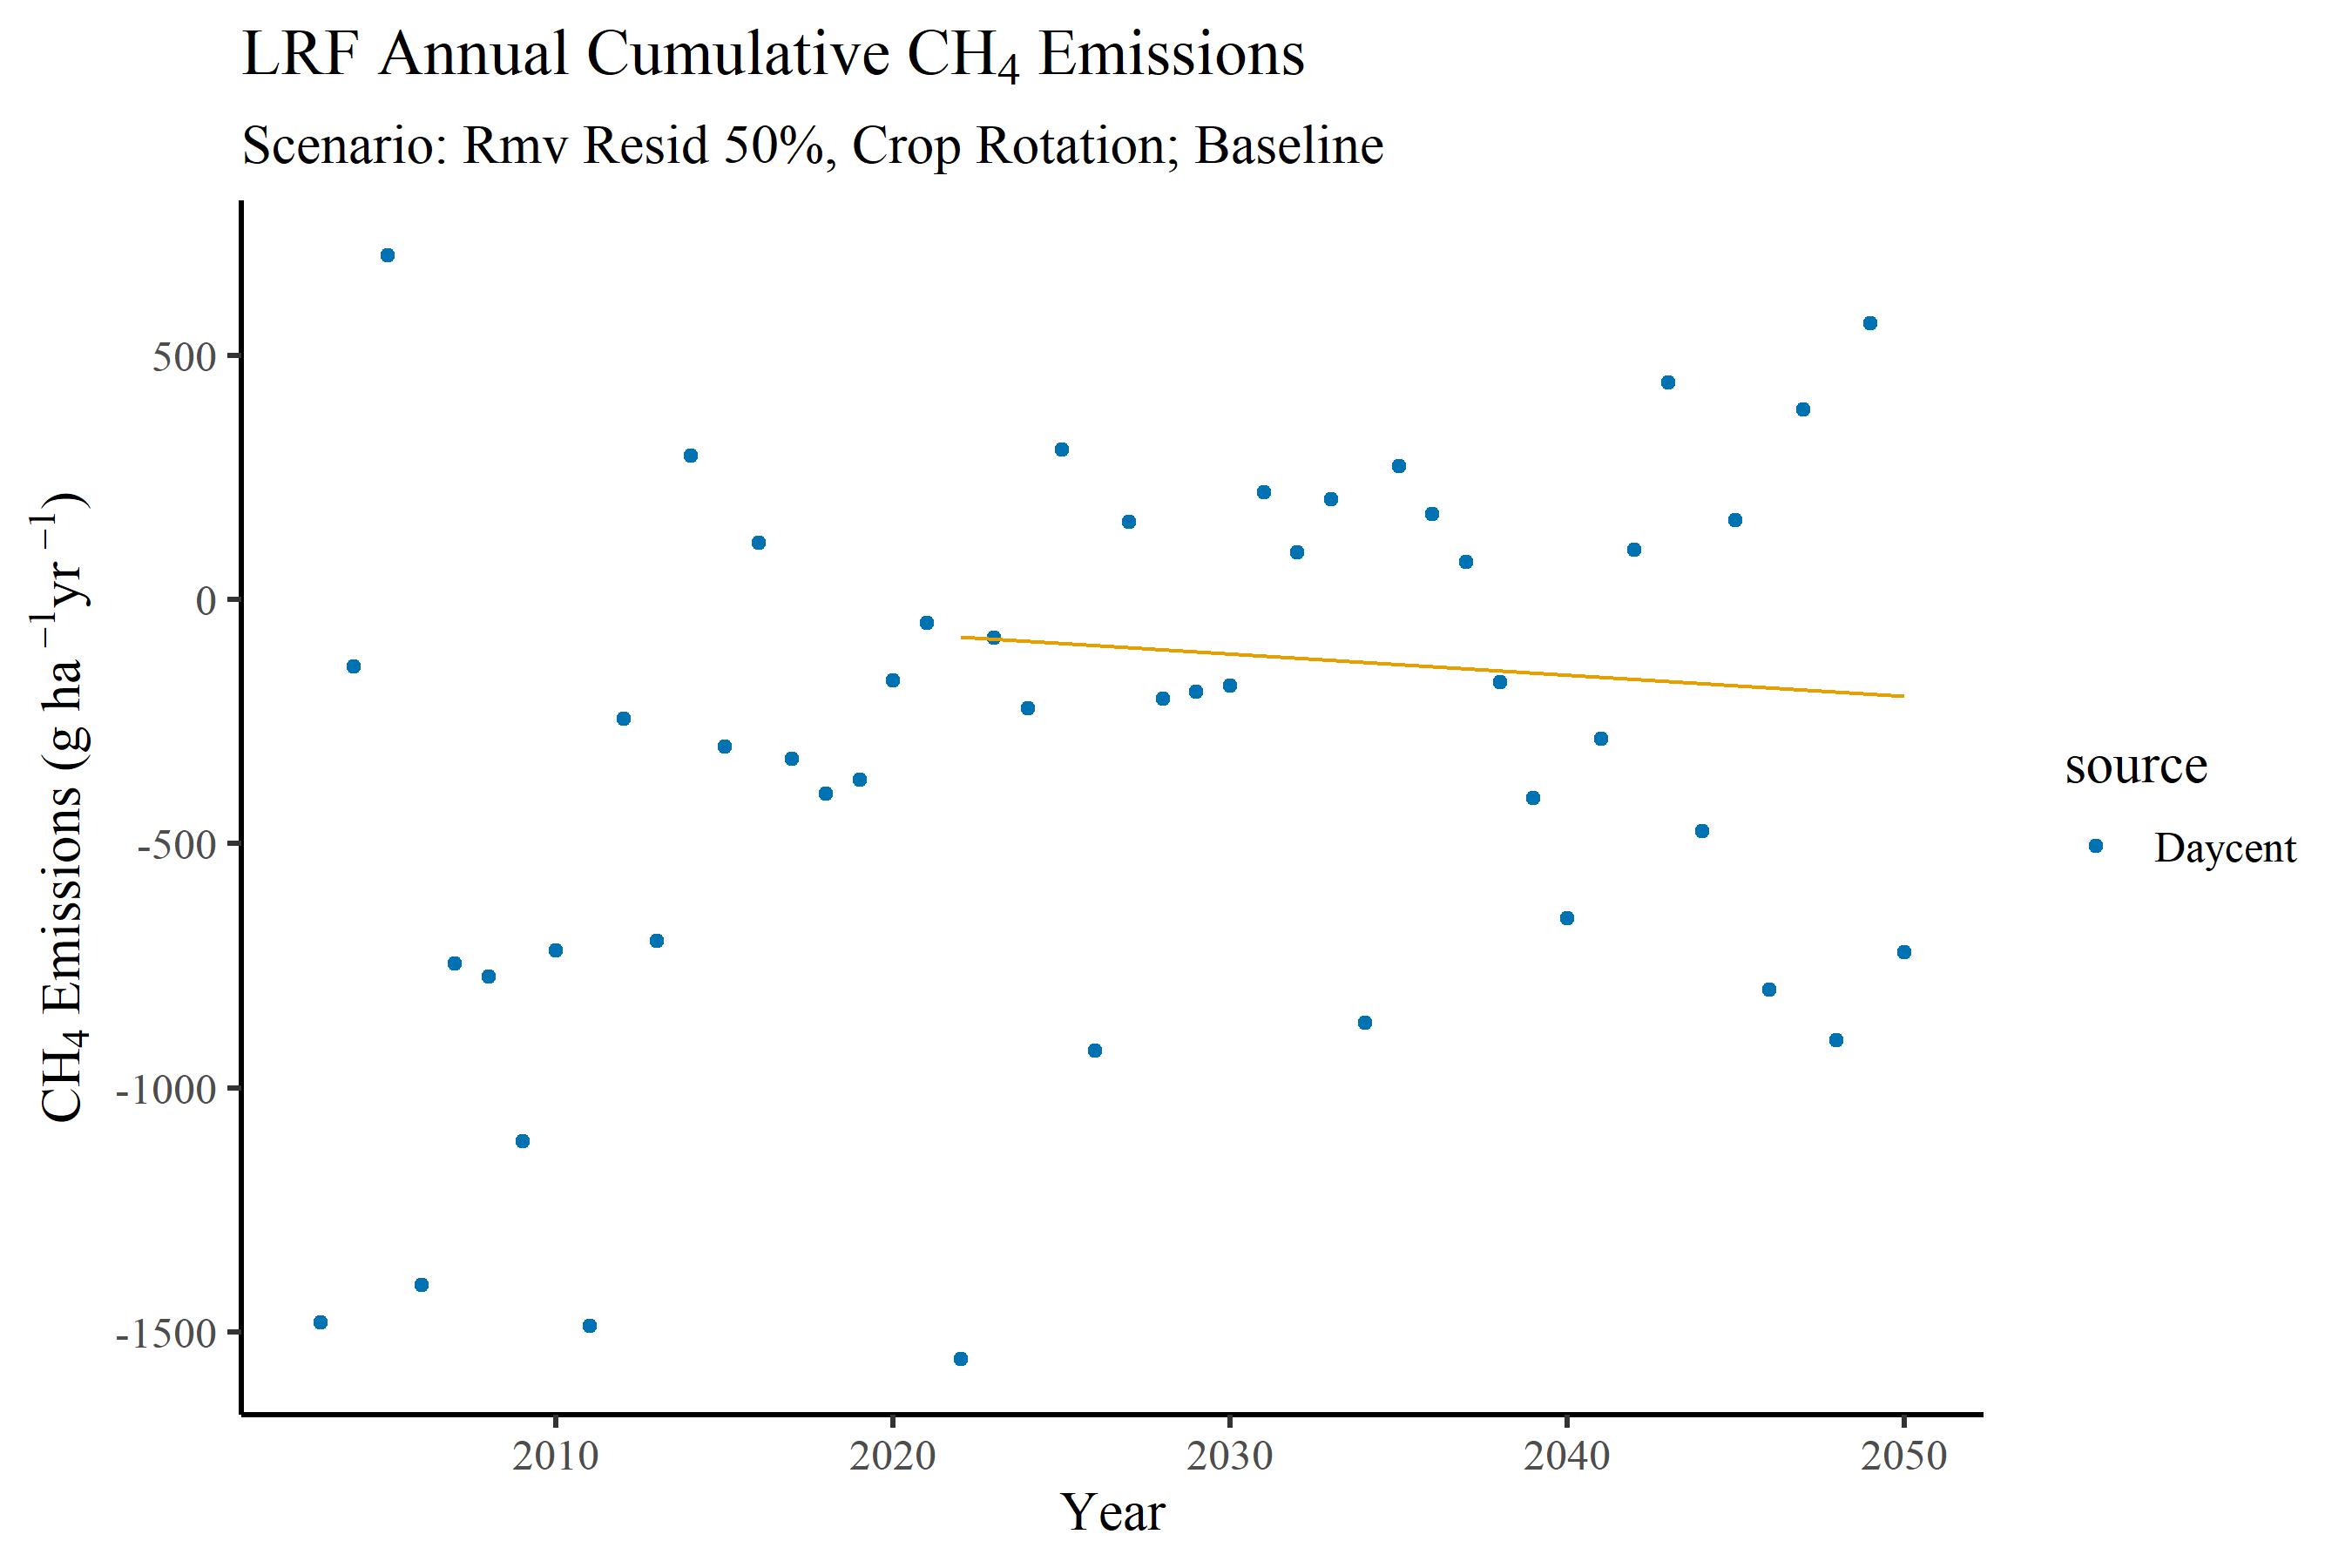 LRF Annual Cumulative CH₄ Emissions
Scenario: Rmv Resid 50%, Crop Rotation; Baseline
CH₄ Emissions (g ha ⁻¹yr ⁻¹)
500
0
-500
-1000
-1500
2010 2020 2030 2040 2050
Year
source
Daycent